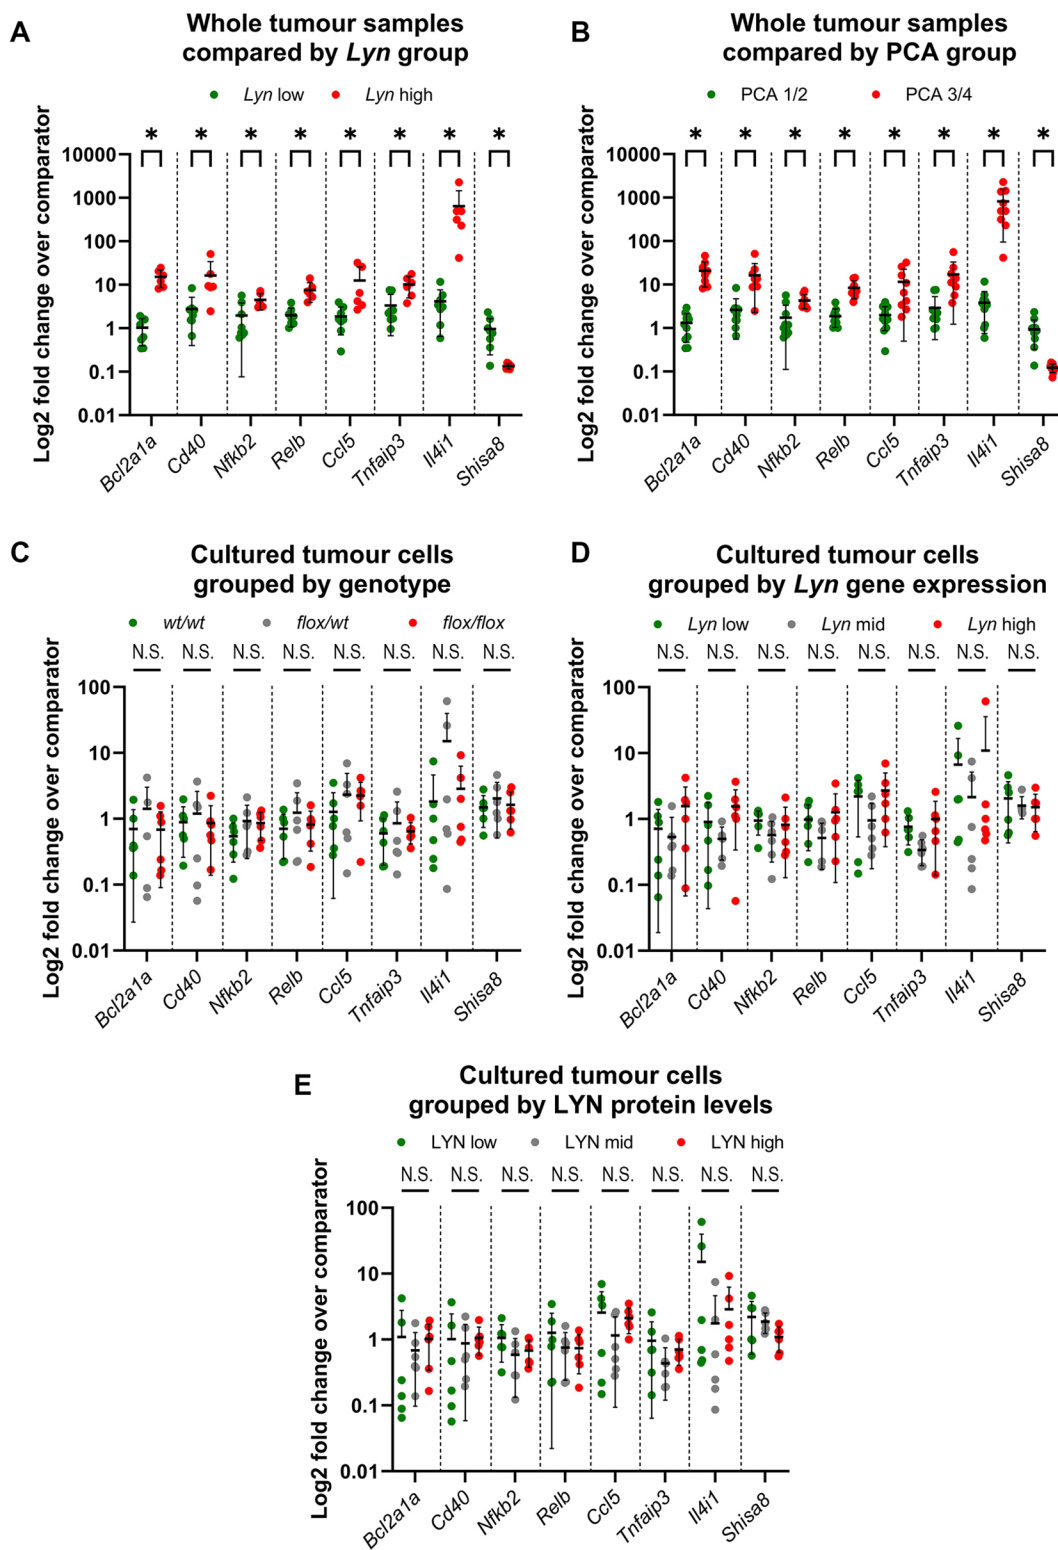 A
Whole tumour samples
compared by Lyn group
Lyn low
Lyn high
* * * * * * * *
Log2 fold change over comparator
10000
1000
100
10
1
0.1
0.01
Bcl2a1a
Cd40
Nfkb2
Relb
Ccl5
Tnfaip3
Il4i1
Shisa8
B
Whole tumour samples
compared by PCA group
PCA 1/2
PCA 3/4
* * * * * * * *
Log2 fold change over comparator
10000
1000
100
10
1
0.1
0.01
Bcl2a1a
Cd40
Nfkb2
Relb
Ccl5
Tnfaip3
Il4i1
Shisa8
C
Cultured tumour cells
grouped by genotype
wt/wt
flox/wt
flox/flox
N.S. N.S. N.S. N.S. N.S. N.S. N.S. N.S.
Log2 fold change over comparator
100
10
1
0.1
0.01
Bcl2a1a
Cd40
Nfkb2
Relb
Ccl5
Tnfaip3
Il4i1
Shisa8
D
Cultured tumour cells
grouped by Lyn gene expression
Lyn low
Lyn mid
Lyn high
N.S. N.S. N.S. N.S. N.S. N.S. N.S. N.S.
Log2 fold change over comparator
100
10
1
0.1
0.01
Bcl2a1a
Cd40
Nfkb2
Relb
Ccl5
Tnfaip3
Il4i1
Shisa8
E
Cultured tumour cells
grouped by LYN protein levels
LYN low
LYN mid
LYN high
N.S. N.S. N.S. N.S. N.S. N.S. N.S. N.S.
Log2 fold change over comparator
100
10
1
0.1
0.01
Bcl2a1a
Cd40
Nfkb2
Relb
Ccl5
Tnfaip3
Il4i1
Shisa8